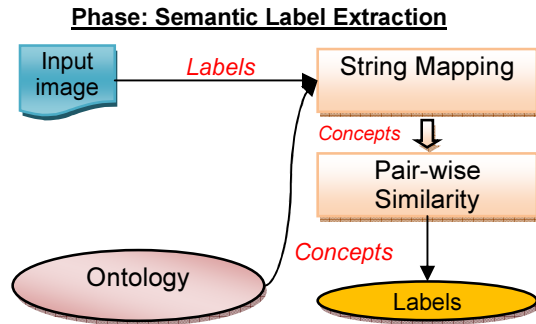 Phase: Semantic Label Extraction
Input
image
Labels
String Mapping
Concepts
Pair-wise
Similarity
Concepts
Ontology
Labels